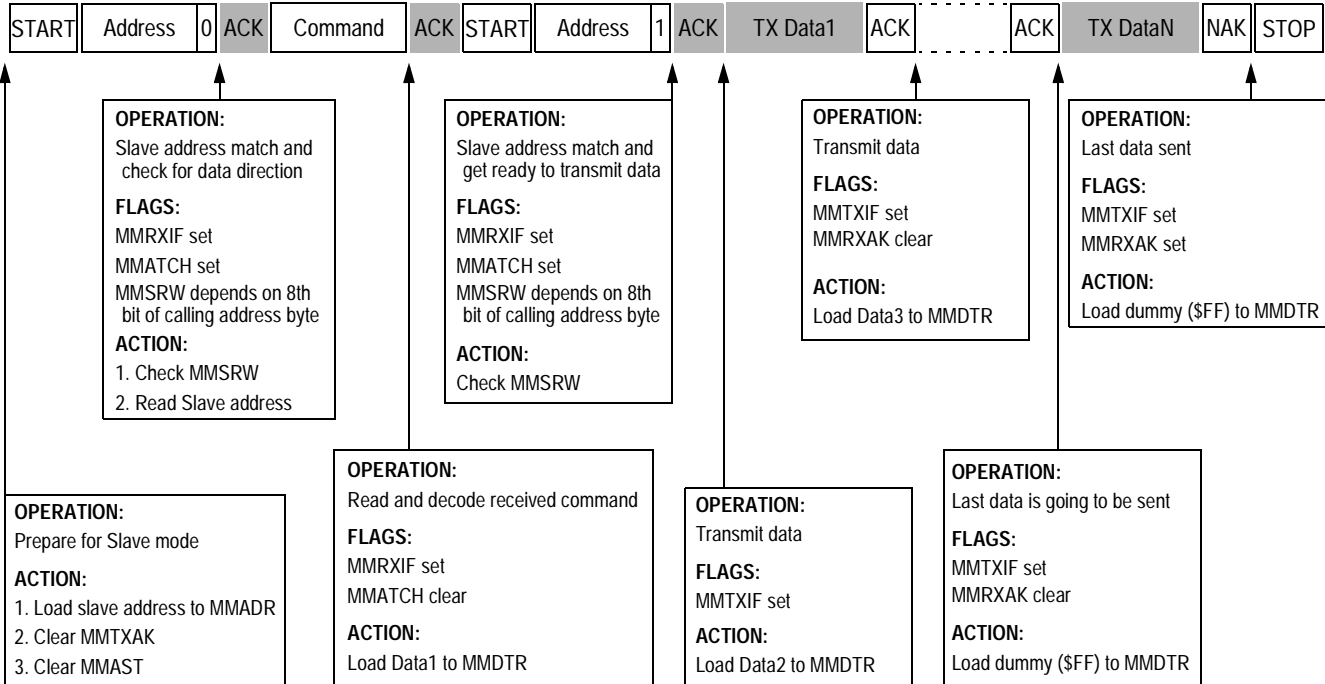 START Address 0 ACK Command ACK START Address 1 ACK TX Data1 ACK ACK TX DataN NAK STOP
OPERATION:
Slave address match and
check for data direction
FLAGS:
MMRXIF set
MMATCH set
MMSRW depends on 8th
bit of calling address byte
ACTION:
1. Check MMSRW
2. Read Slave address
OPERATION:
Slave address match and
get ready to transmit data
FLAGS:
MMRXIF set
MMATCH set
MMSRW depends on 8th
bit of calling address byte
ACTION:
Check MMSRW
OPERATION:
Transmit data
FLAGS:
MMTXIF set
MMRXAK clear
ACTION:
Load Data3 to MMDTR
OPERATION:
Last data sent
FLAGS:
MMTXIF set
MMRXAK set
ACTION:
Load dummy ($FF) to MMDTR
OPERATION:
Prepare for Slave mode
ACTION:
1. Load slave address to MMADR
2. Clear MMTXAK
3. Clear MMAST
OPERATION:
Read and decode received command
FLAGS:
MMRXIF set
MMATCH clear
ACTION:
Load Data1 to MMDTR
OPERATION:
Transmit data
FLAGS:
MMTXIF set
ACTION:
Load Data2 to MMDTR
OPERATION:
Last data is going to be sent
FLAGS:
MMTXIF set
MMRXAK clear
ACTION:
Load dummy ($FF) to MMDTR